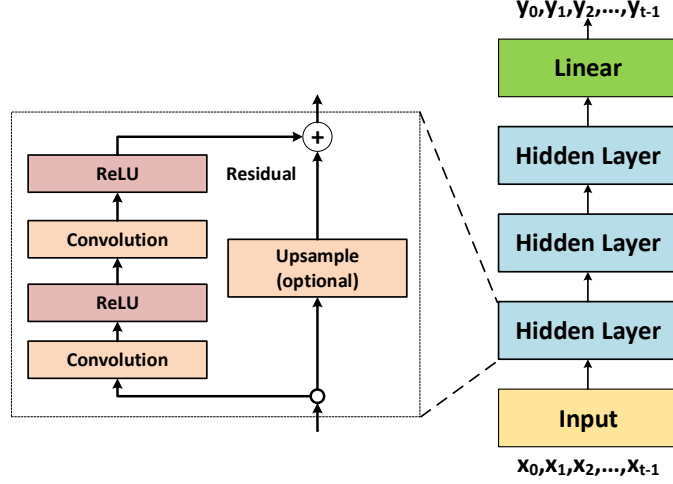 y0,y1,y2,...,yt-1
Linear
Hidden Layer
Hidden Layer
Hidden Layer
Input
x0,x1,x2,...,xt-1
+
ReLU
Residual
Convolution
Upsample
(optional)
ReLU
Convolution